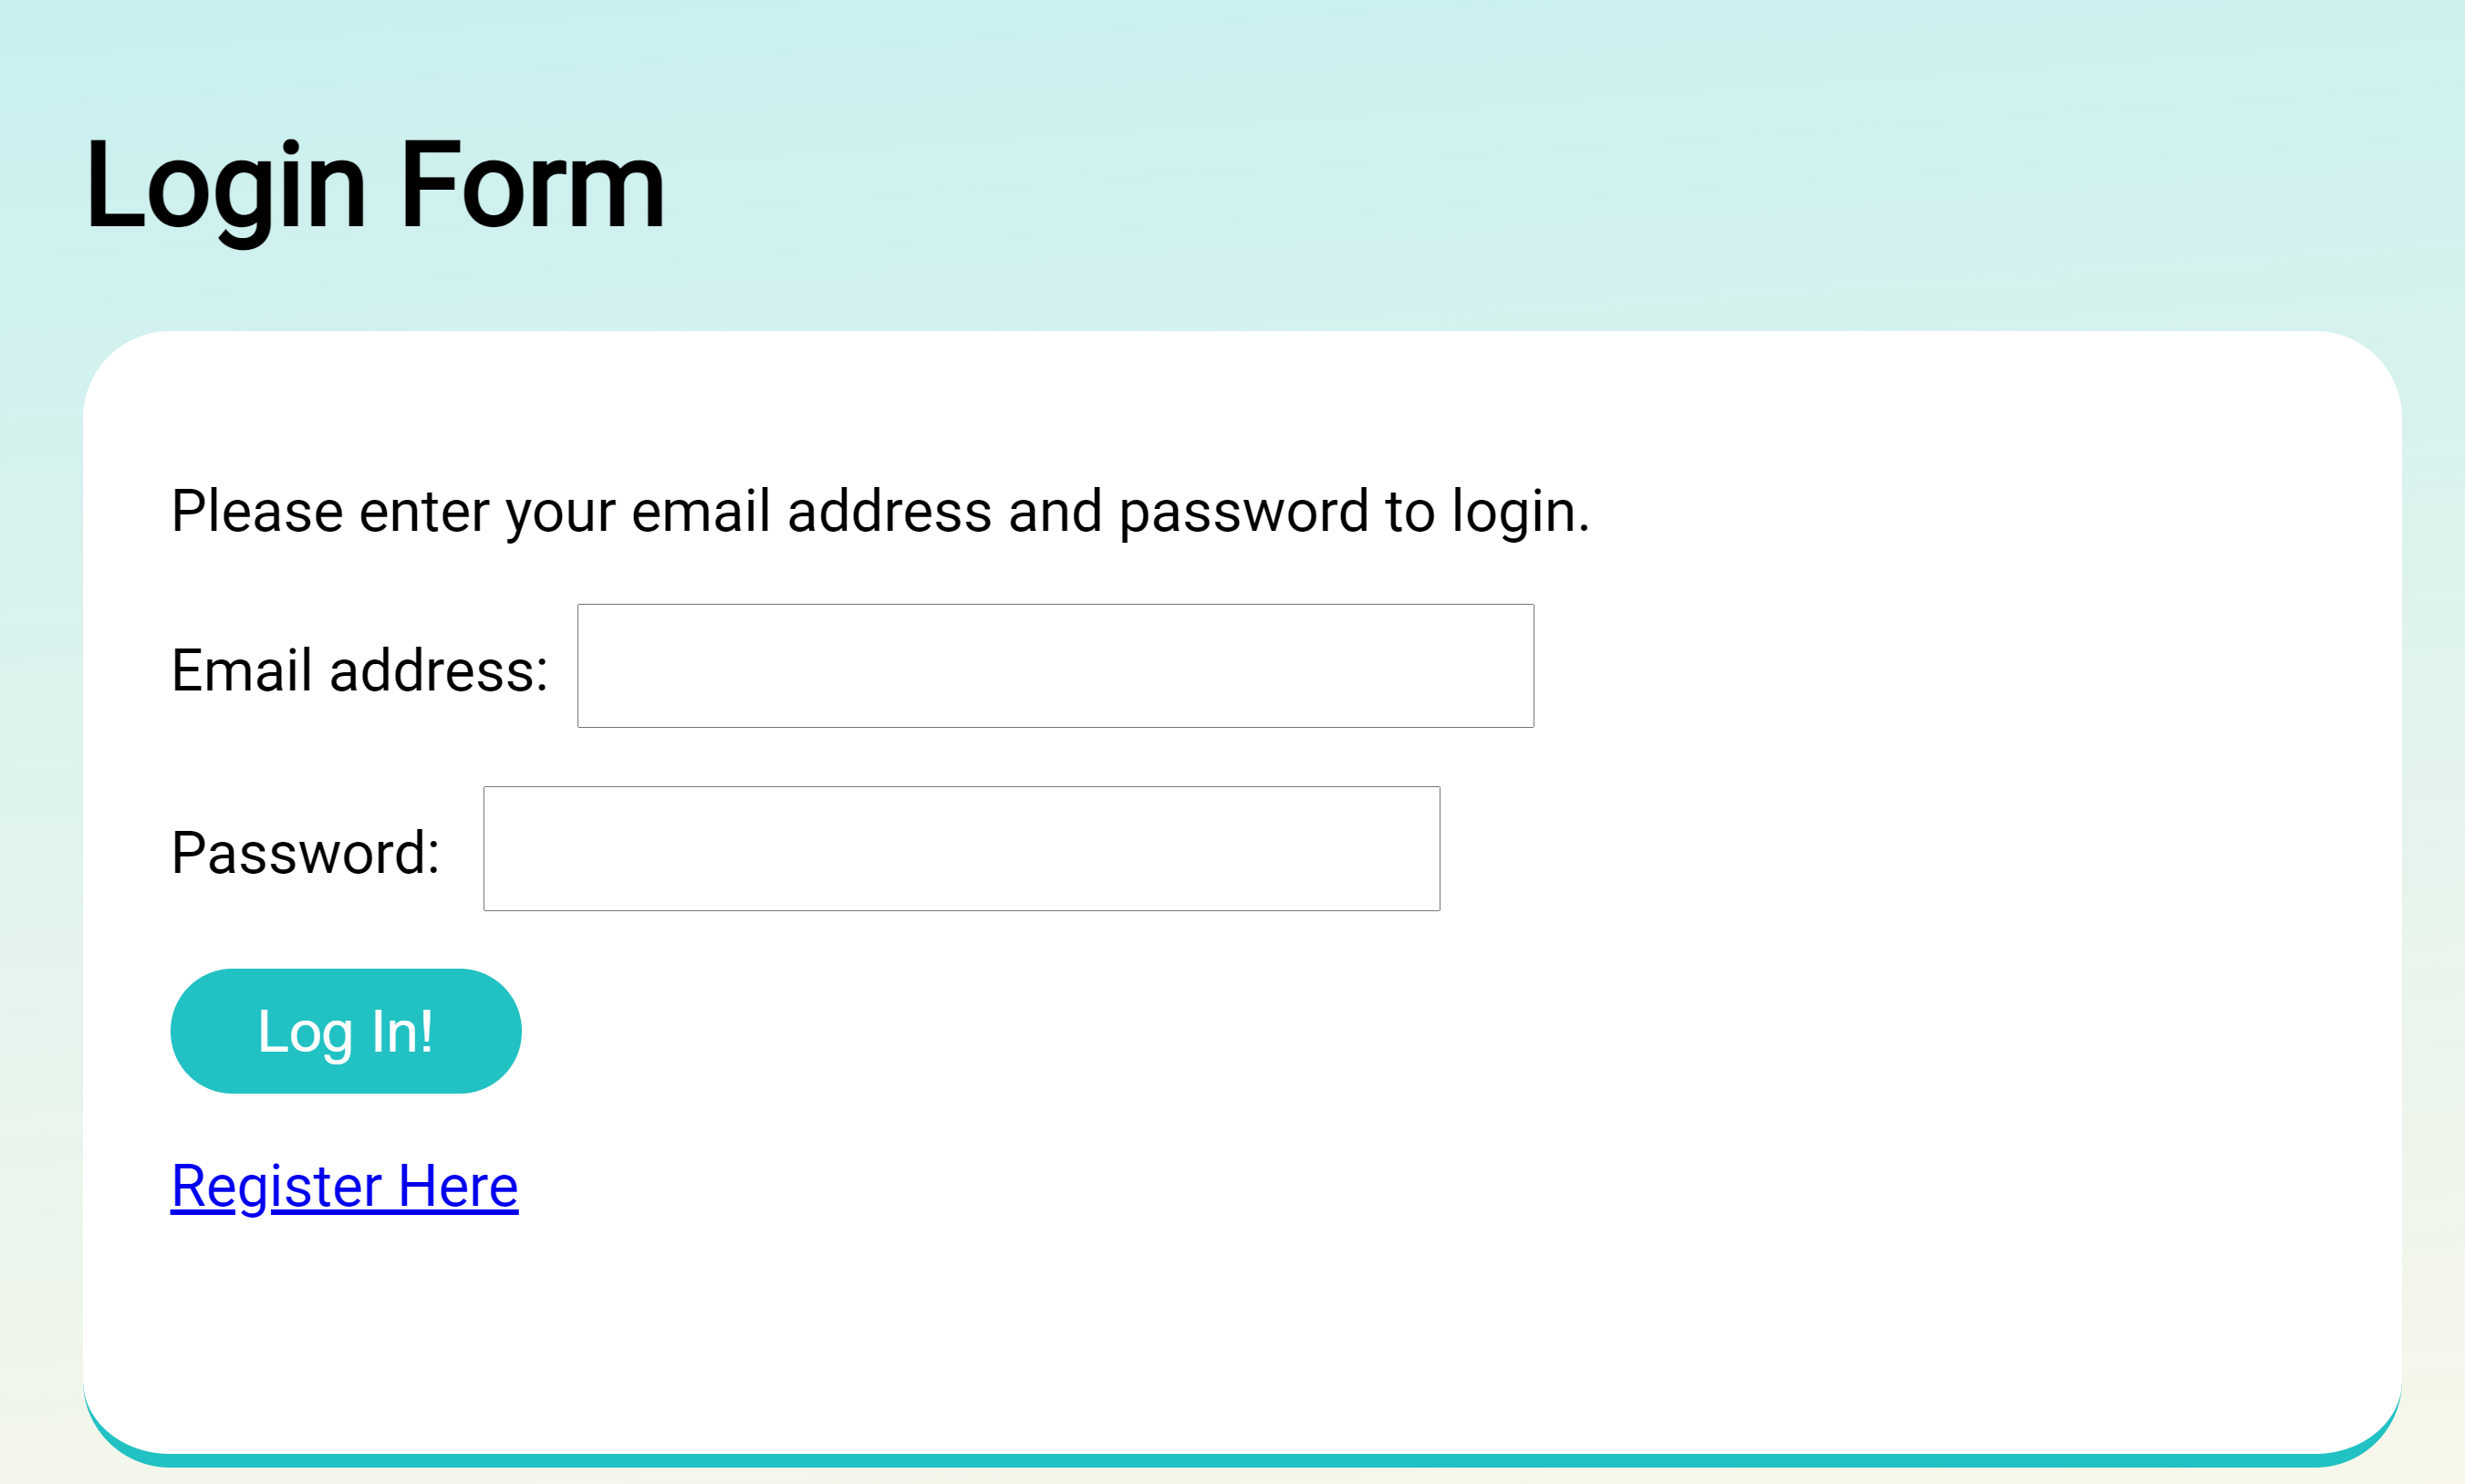 Login Form
Please enter your email address and password to login.
Email address:
Password:
Log In!
Register Here